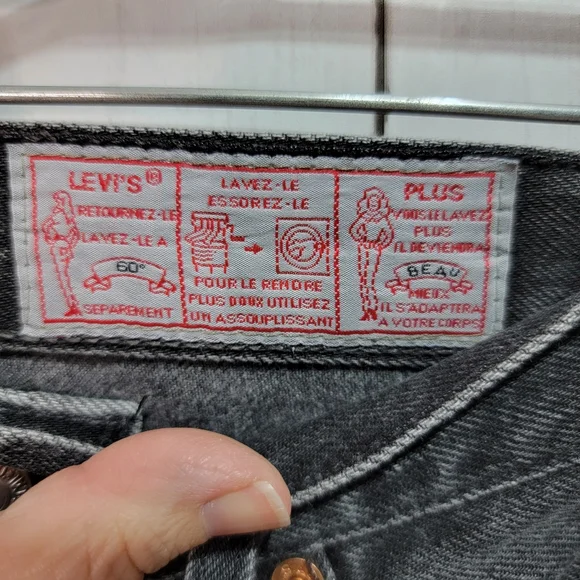 LEVI'S ®
RETOURNEZ-LE
LAVEZ-LE A
60°
SEPAREMENT
LAVEZ-LE
ESSOREZ-LE
POUR LE RENDRE
PLUS DOUX UTILISEZ
UN ASSOUPLISSANT
PLUS
VOUS LE LAVEZ
PLUS
IL DEVIENDRA
BEAU
MIEUX
IL S'ADAPTERA
A VOTRE CORPS